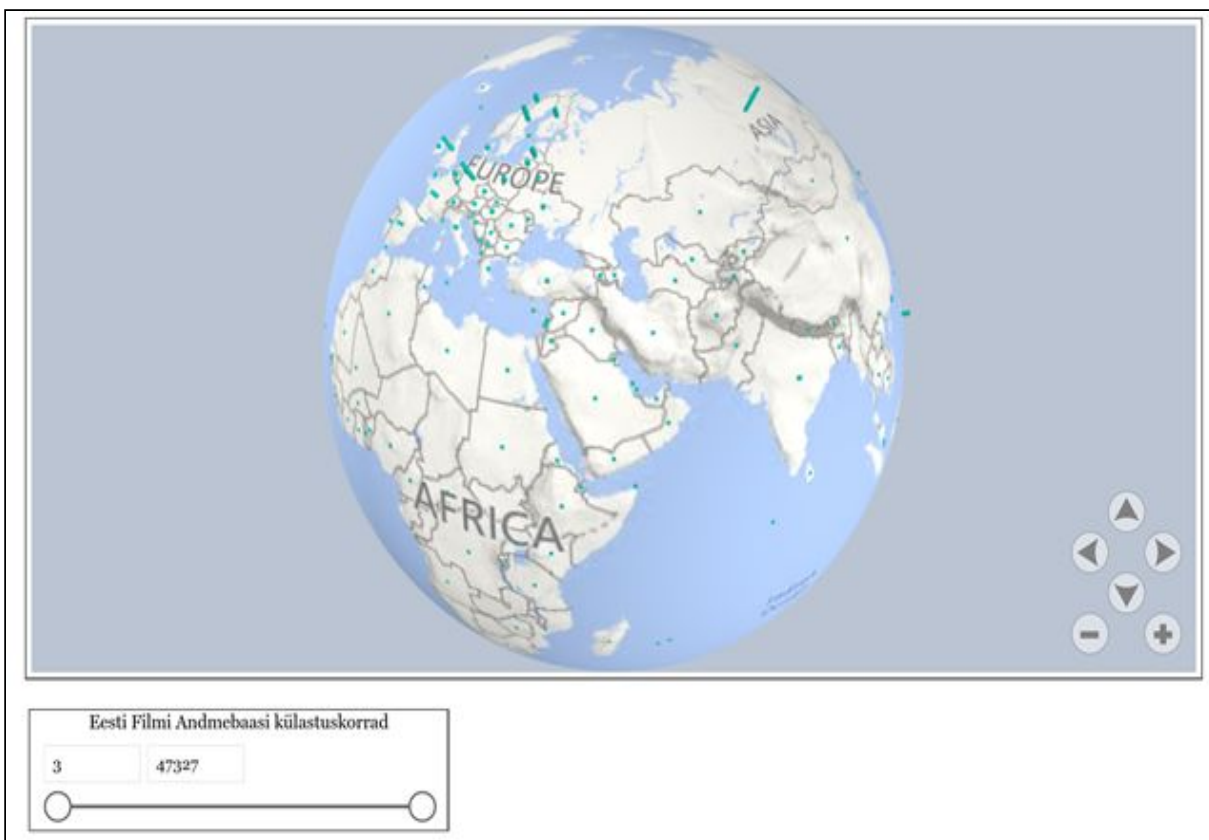 ASIA
EUROPE
AFRICA
Eesti Filmi Andmebaasi külastuskorrad
3
47327